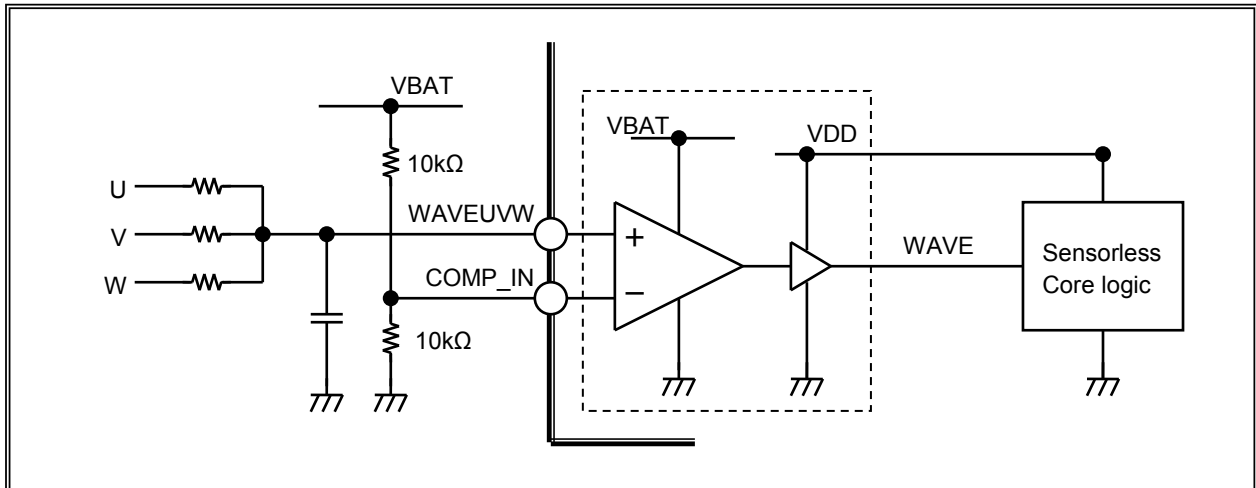 VBAT
10kΩ
U
V
W
WAVEUVW
COMP_IN
10kΩ
VBAT
VDD
+
−
WAVE
Sensorless
Core logic